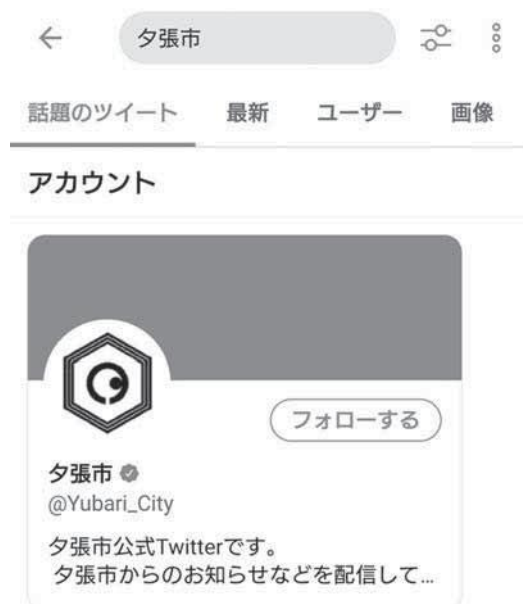 夕張市
話題のツイート 最新 ユーザー 画像
アカウント
フォローする
夕張市
@Yubari_City
夕張市公式Twitterです。
夕張市からのお知らせなどを配信して...